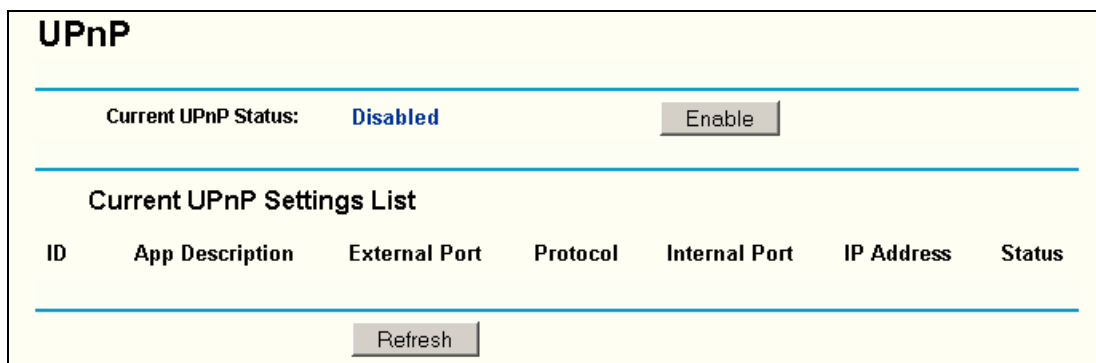 UPnP
Current UPnP Status: Disabled Enable
Current UPnP Settings List
ID App Description External Port Protocol Internal Port IP Address Status
Refresh